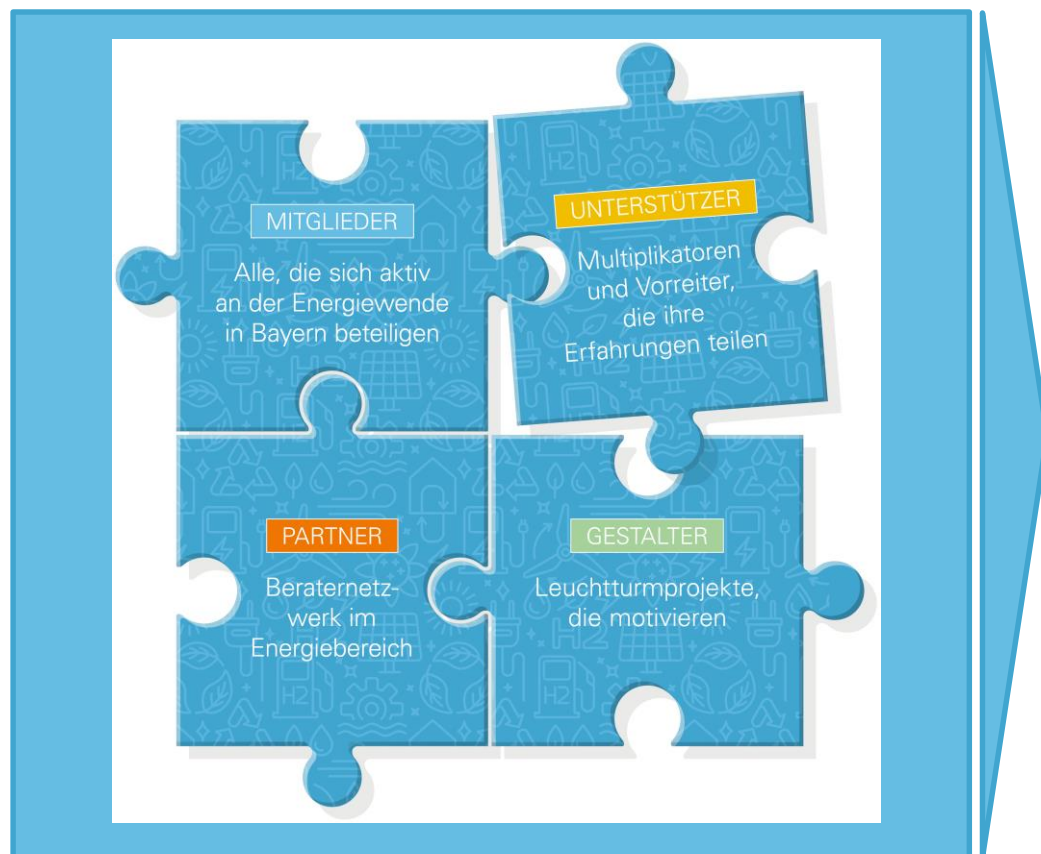 MITGLIEDER
Alle, die sich aktiv
an der Energiewende
in Bayern beteiligen
UNTERSTÜTZER
Multiplikatoren
und Vorreiter,
die ihre
Erfahrungen teilen
PARTNER
Beraternetz-
werk im
Energiebereich
GESTALTER
Leuchtturmprojekte,
die motivieren